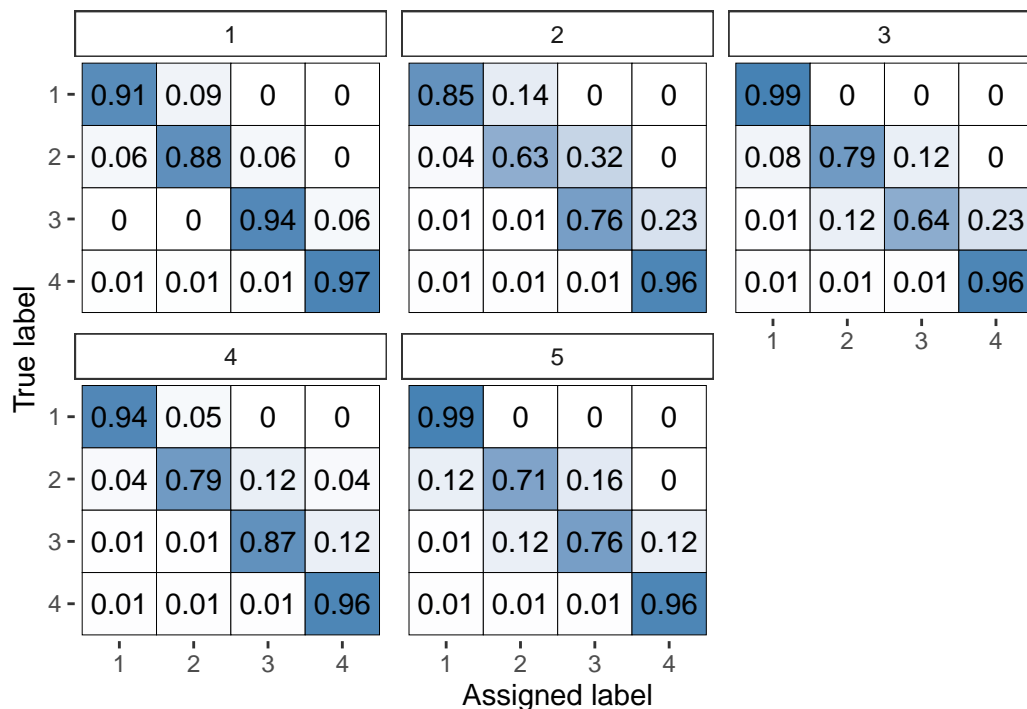 1 2 3
1 0.91 0.09 0 0 0.85 0.14 0 0 0.99 0 0 0
2 0.06 0.88 0.06 0 0.04 0.63 0.32 0 0.08 0.79 0.12 0
3 0 0 0.94 0.06 0.01 0.01 0.76 0.23 0.01 0.12 0.64 0.23
4 0.01 0.01 0.01 0.97 0.01 0.01 0.01 0.96 0.01 0.01 0.01 0.96
1 2 3 4
4 5
1 0.94 0.05 0 0 0.99 0 0 0
2 0.04 0.79 0.12 0.04 0.12 0.71 0.16 0
3 0.01 0.01 0.87 0.12 0.01 0.12 0.76 0.12
4 0.01 0.01 0.01 0.96 0.01 0.01 0.01 0.96
1 2 3 4 1 2 3 4
Assigned label
True label